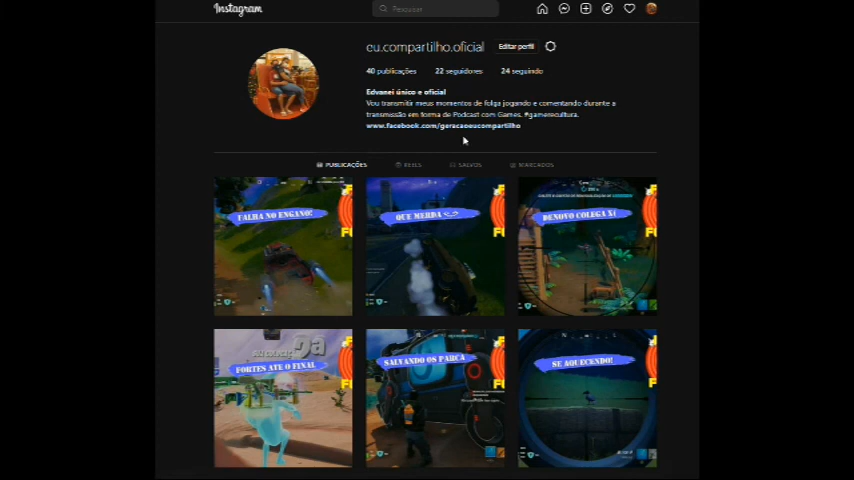 Instagram
Pesquisar
eu.compartilho.oficial
Editar perfil
40 publicações 22 seguidores 24 seguindo
Edvanei único e oficial
Vou transmitir meus momentos de folga jogando e comentando durante a
transmissão em forma de Podcast com Games, #gamerecultura.
www.facebook.com/geracaoeucompartilho
PUBLICAÇÕES REELS SALVOS MARCADOS
FALHA NO ENGANO!
QUE MERDA
DENOVO COLEGA X(
FORTES ATE O FINAL
SALVANDO OS PARÇA
SE AQUECENDO!